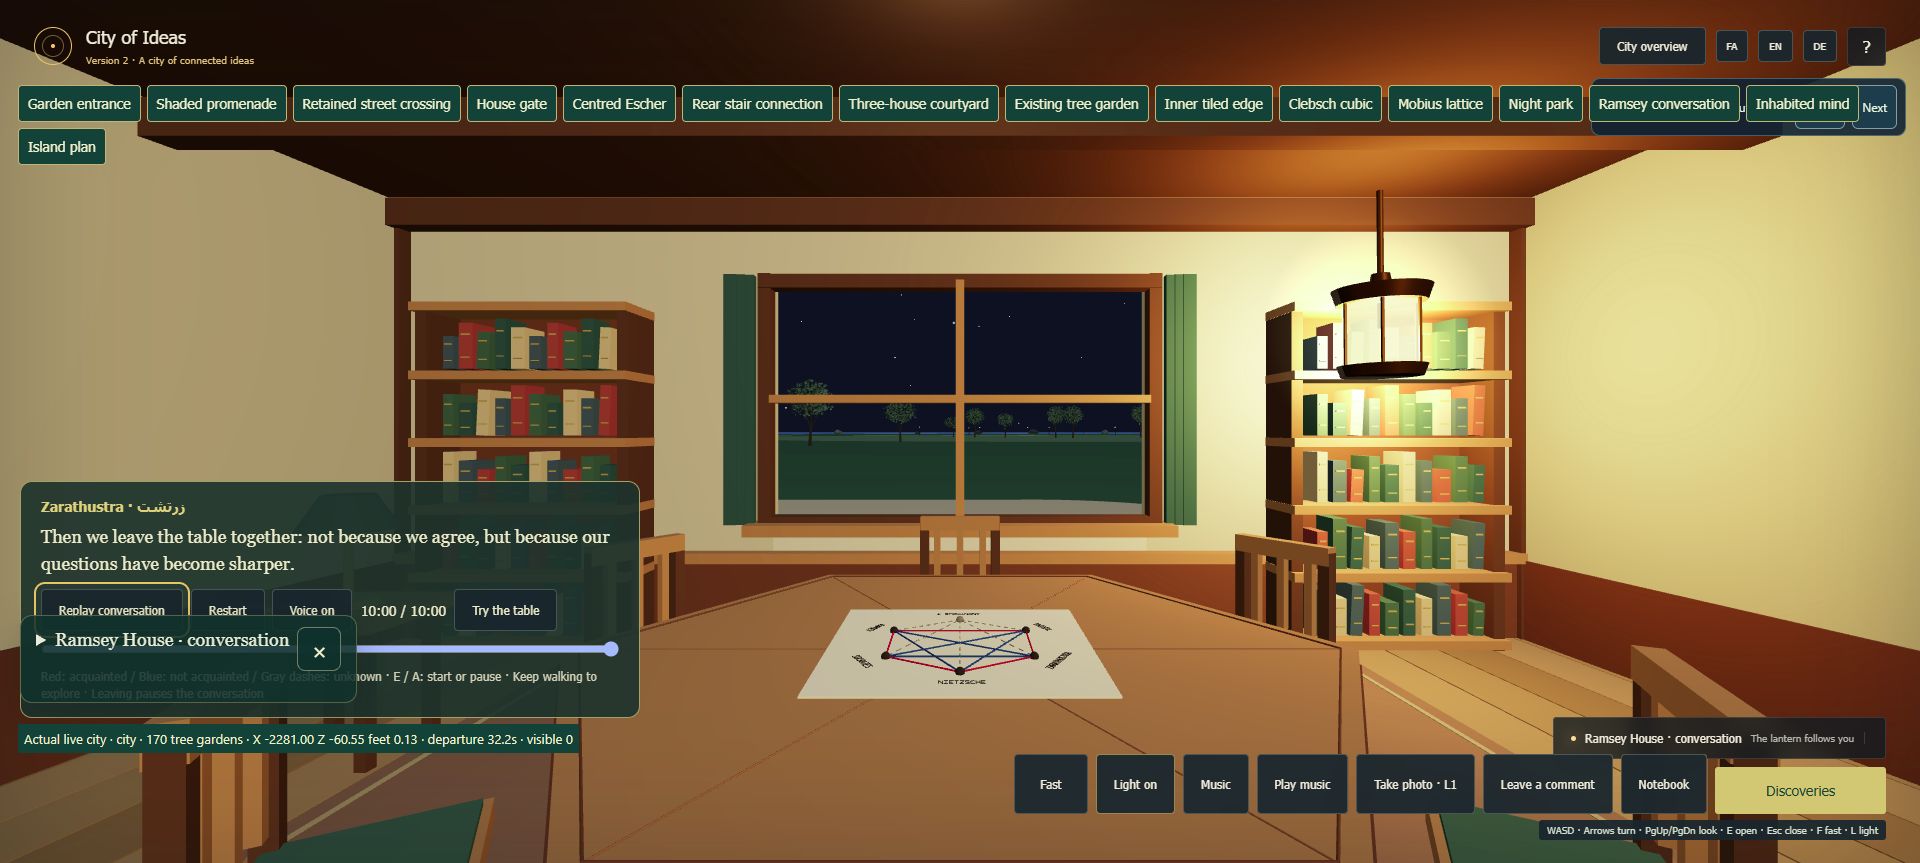 City of Ideas
Version 2 · A city of connected ideas
City overview
FA
EN
DE
?
Garden entrance
Shaded promenade
Retained street crossing
House gate
Centred Escher
Rear stair connection
Three-house courtyard
Existing tree garden
Inner tiled edge
Clebsch cubic
Mobius lattice
Night park
Ramsey conversation
Inhabited mind
Next
Island plan
Zarathustra · زرتشت
Then we leave the table together: not because we agree, but because our
questions have become sharper.
Replay conversation
Restart
Voice on
10:00 / 10:00
Try the table
Ramsey House · conversation
×
Red: acquainted / Blue: not acquainted / Gray dashes: unknown · E / A: start or pause · Keep walking to
explore · Leaving pauses the conversation
NIETZSCHE
Actual live city · city · 170 tree gardens · X -2281.00 Z -60.55 feet 0.13 · departure 32.2s · visible 0
Ramsey House · conversation The lantern follows you
Fast
Light on
Music
Play music
Take photo · L1
Leave a comment
Notebook
Discoveries
WASD · Arrows turn · PgUp/PgDn look · E open · Esc close · F fast · L light